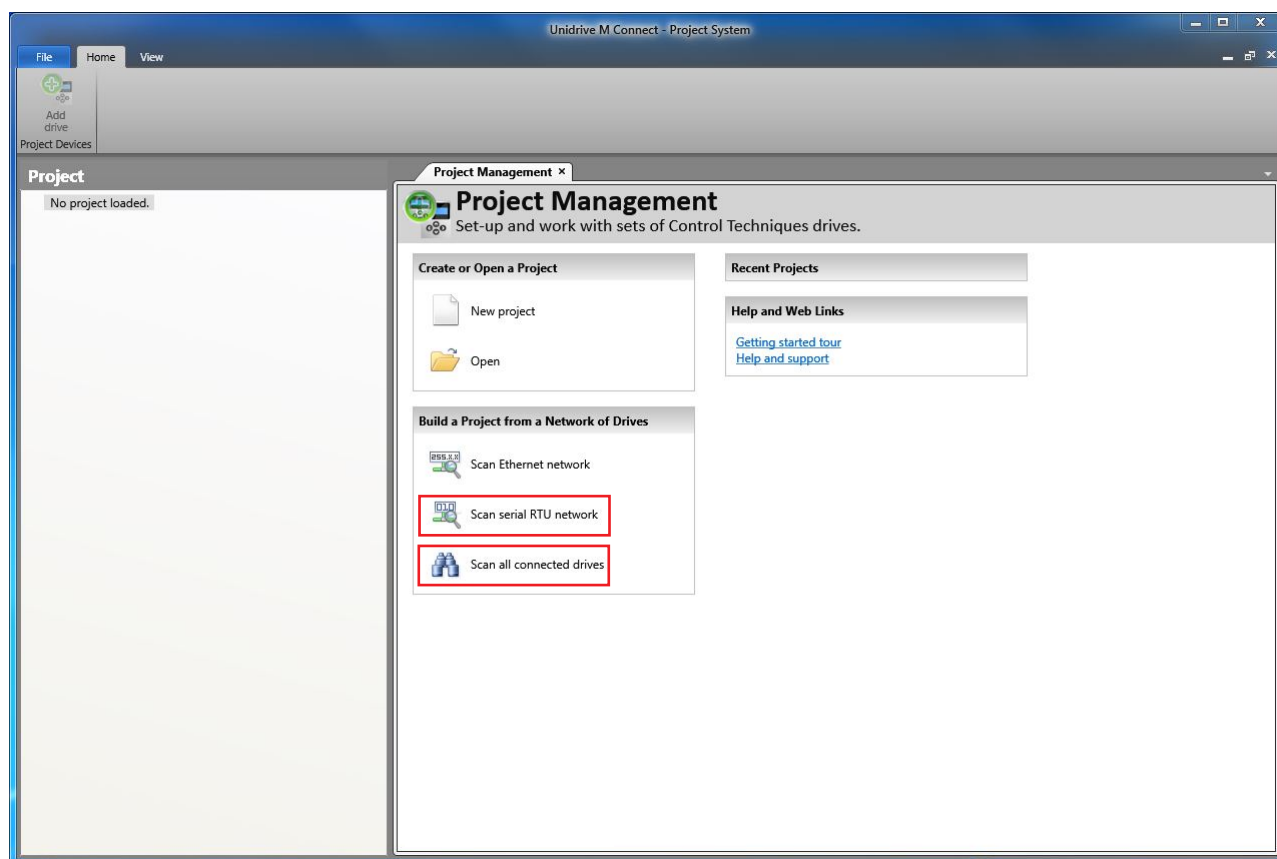 Unidrive M Connect - Project System
File Home View
Add
drive
Project Devices
Project
No project loaded.
Project Management ×
Project Management
Set-up and work with sets of Control Techniques drives.
Create or Open a Project
New project
Open
Recent Projects
Help and Web Links
Getting started tour
Help and support
Build a Project from a Network of Drives
255.X.X
Scan Ethernet network
010
Scan serial RTU network
Scan all connected drives